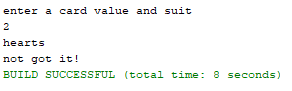 enter a card value and suit
2
hearts
not got it!
BUILD SUCCESSFUL (total time: 8 seconds)